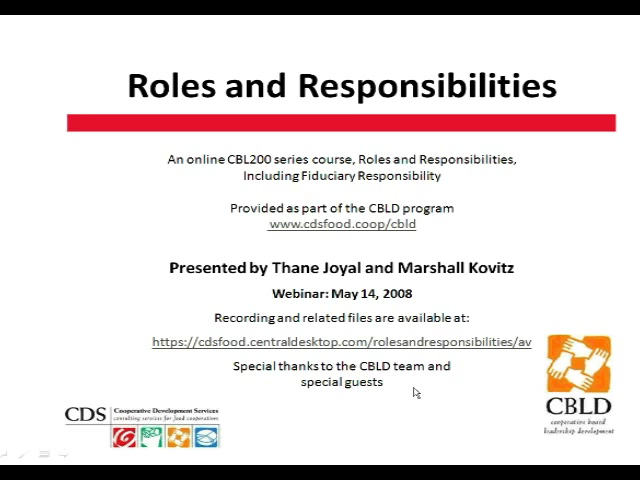 Roles and Responsibilities
An online CBL200 series course, Roles and Responsibilities,
Including Fiduciary Responsibility
Provided as part of the CBLD program
www.cdsfood.coop/cbld
Presented by Thane Joyal and Marshall Kovitz
Webinar: May 14, 2008
Recording and related files are available at:
https://cdsfood.centraldesktop.com/rolesandresponsibilities/av
Special thanks to the CBLD team and
special guests
CDS Cooperative Development Services
consulting services for food cooperatives
CBLD
cooperative board
leadership development